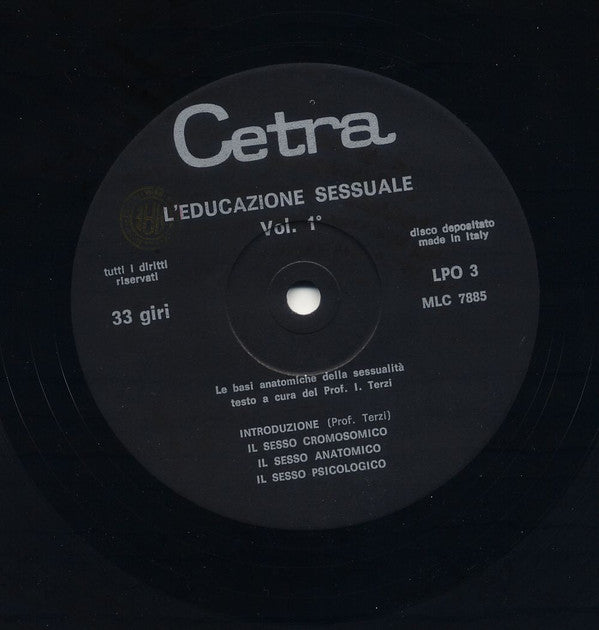 Cetra
L'EDUCAZIONE SESSUALE
Vol. 1°
tutti i diritti
riservati
33 giri
disco depositato
made in Italy
LPO 3
MLC 7885
Le basi anatomiche della sessualità
testo a cura del Prof. I. Terzi
INTRODUZIONE (Prof. Terzi)
IL SESSO CROMOSOMICO
IL SESSO ANATOMICO
IL SESSO PSICOLOGICO